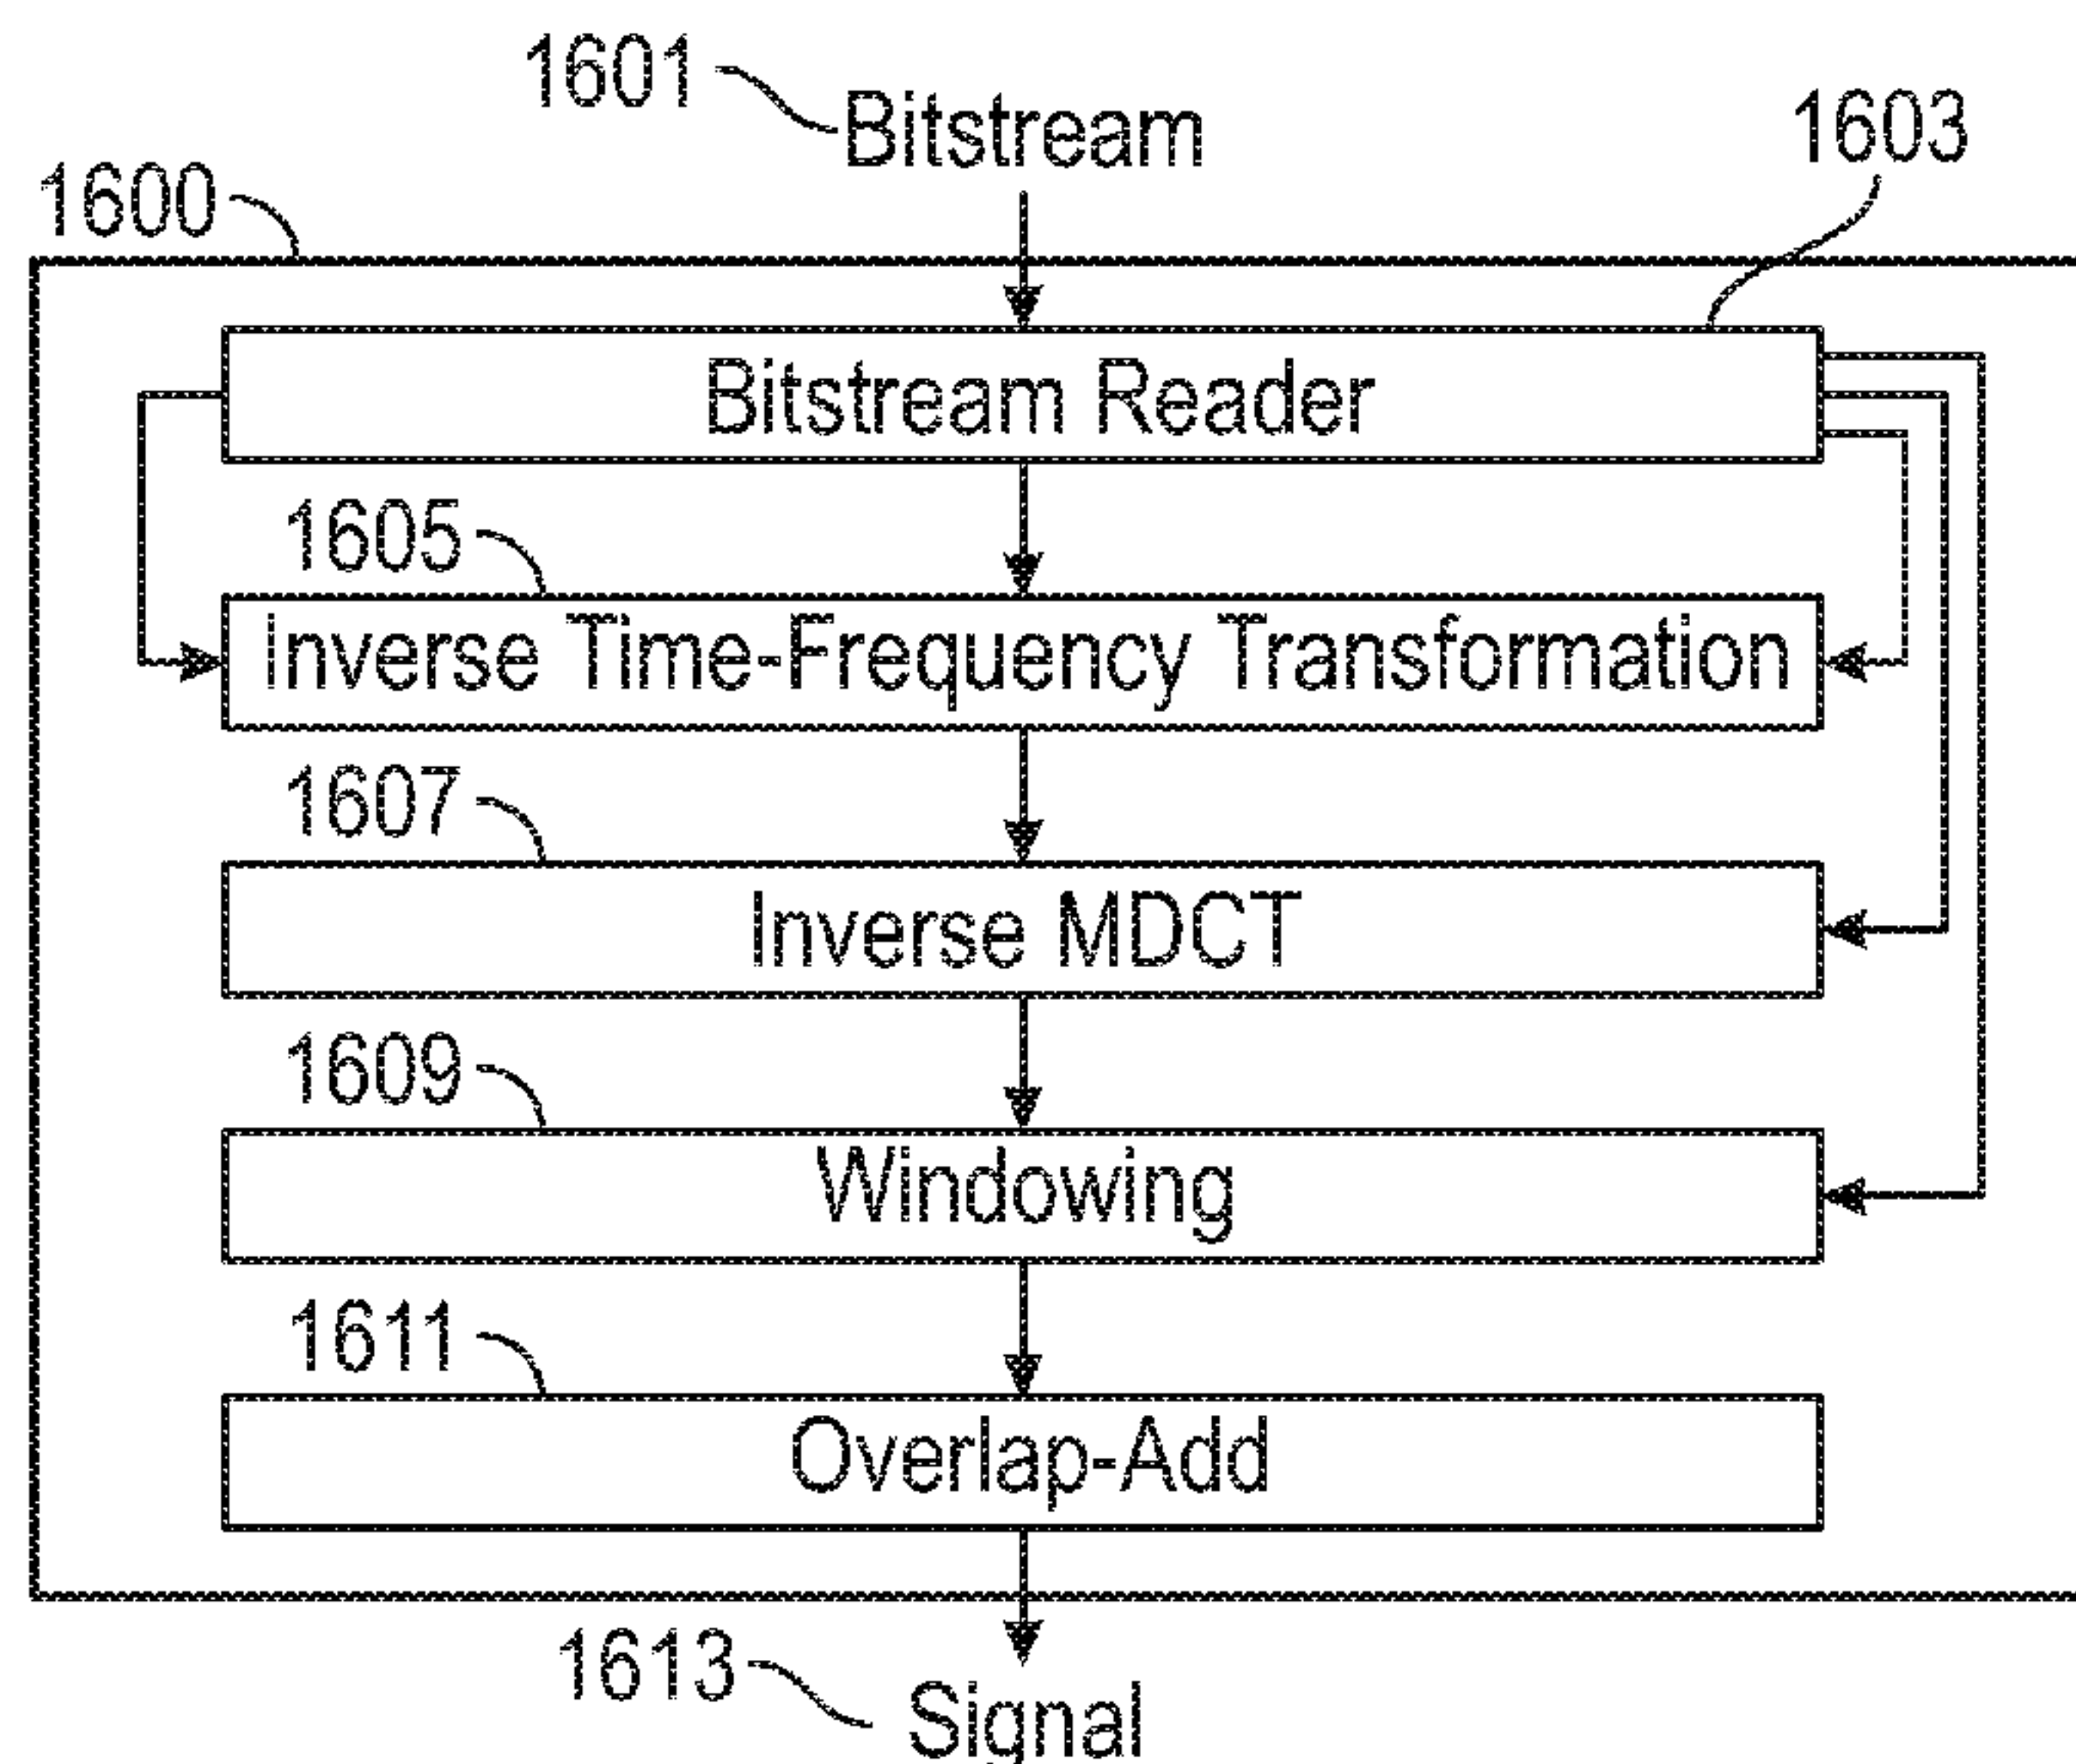 1601
Bitstream
1603
1600
Bitstream Reader
1605
Inverse Time-Frequency Transformation
1607
Inverse MDCT
1609
Windowing
1611
Overlap-Add
1613
Signal